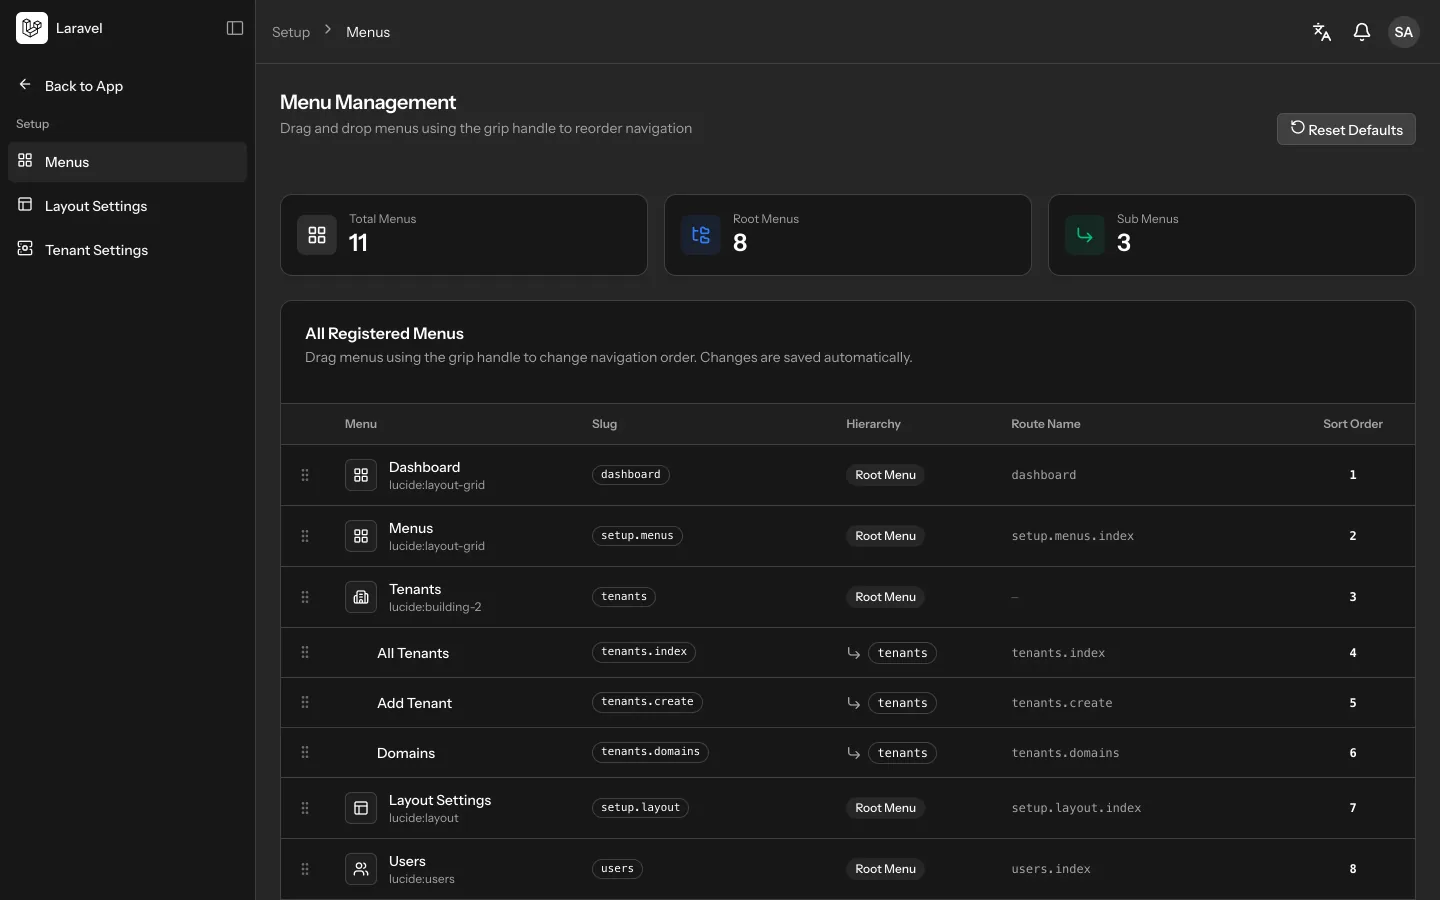 Laravel
Back to App
Setup
Menus
Layout Settings
Tenant Settings
Setup > Menus
SA
Menu Management
Drag and drop menus using the grip handle to reorder navigation
Reset Defaults
Total Menus
11
Root Menus
8
Sub Menus
3
All Registered Menus
Drag menus using the grip handle to change navigation order. Changes are saved automatically.
Menu Slug Hierarchy Route Name Sort Order
Dashboard
lucide:layout-grid
dashboard Root Menu dashboard 1
Menus
lucide:layout-grid
setup.menus Root Menu setup.menus.index 2
Tenants
lucide:building-2
tenants Root Menu — 3
All Tenants tenants.index tenants tenants.index 4
Add Tenant tenants.create tenants tenants.create 5
Domains tenants.domains tenants tenants.domains 6
Layout Settings
lucide:layout
setup.layout Root Menu setup.layout.index 7
Users
lucide:users
users Root Menu users.index 8